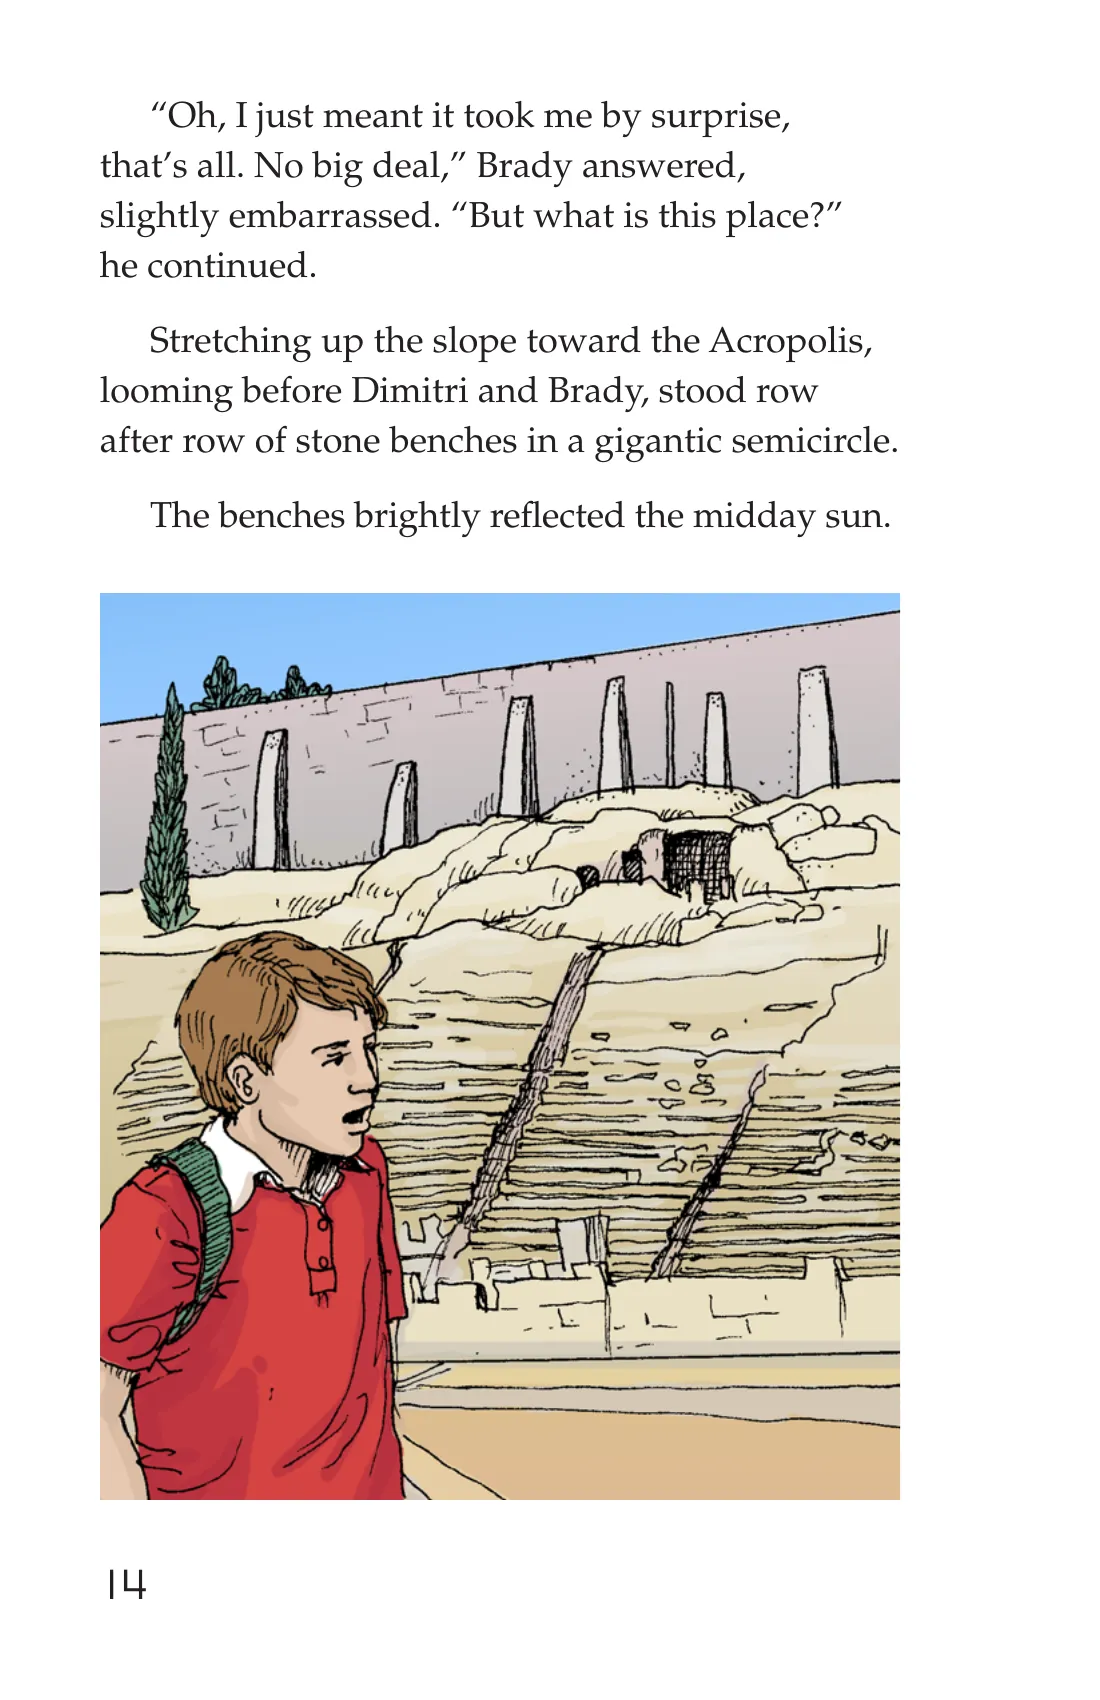 “Oh, I just meant it took me by surprise,
that’s all. No big deal,” Brady answered,
slightly embarrassed. “But what is this place?”
he continued.
Stretching up the slope toward the Acropolis,
looming before Dimitri and Brady, stood row
after row of stone benches in a gigantic semicircle.
The benches brightly reflected the midday sun.
14